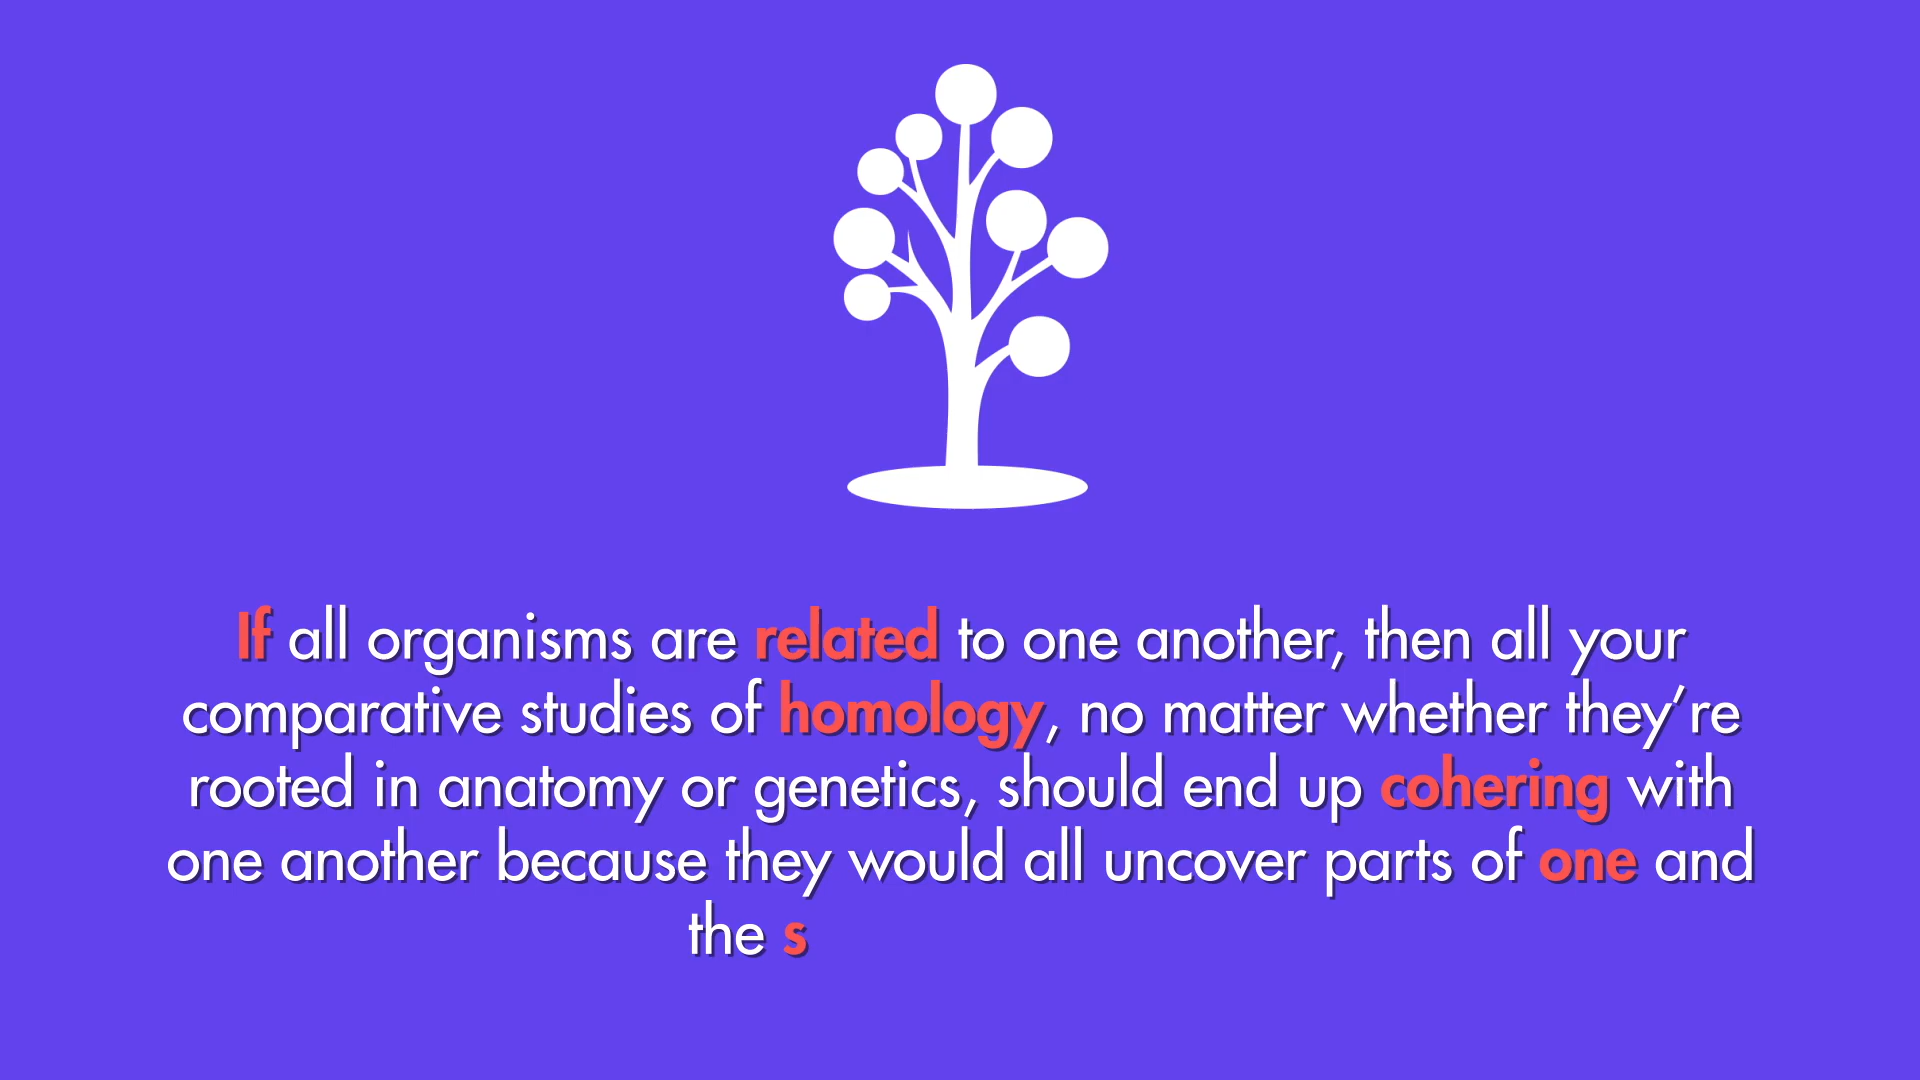 If all organisms are related to one another, then all your
comparative studies of homology, no matter whether they’re
rooted in anatomy or genetics, should end up cohering with
one another because they would all uncover parts of one and
the s